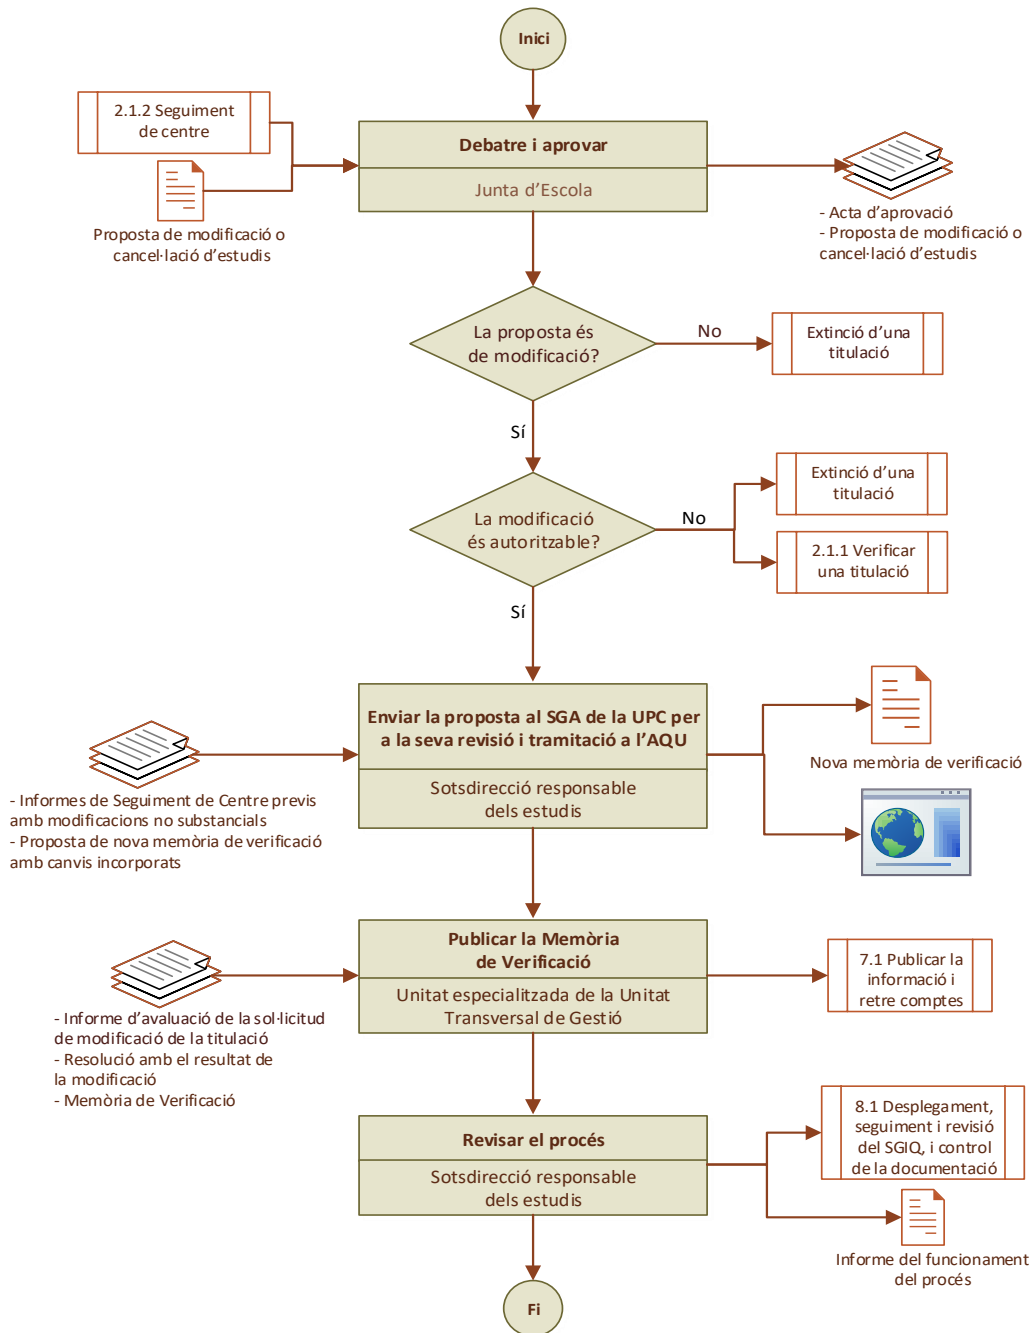 Inici
2.1.2 Seguiment
de centre
Proposta de modificació o
cancel·lació d'estudis
Debatre i aprovar
Junta d'Escola
- Acta d'aprovació
- Proposta de modificació o
cancel·lació d'estudis
La proposta és
de modificació?
No
Extinció d'una
titulació
Sí
La modificació
és autoritzable?
No
Extinció d'una
titulació
2.1.1 Verificar
una titulació
Sí
Enviar la proposta al SGA de la UPC per
a la seva revisió i tramitació a l'AQU
Sotsdirecció responsable
dels estudis
- Informes de Seguiment de Centre previs
amb modificacions no substancials
- Proposta de nova memòria de verificació
amb canvis incorporats
Nova memòria de verificació
Publicar la Memòria
de Verificació
Unitat especialitzada de la Unitat
Transversal de Gestió
- Informe d'avaluació de la sol·licitud
de modificació de la titulació
- Resolució amb el resultat de
la modificació
- Memòria de Verificació
7.1 Publicar la
informació i
retre comptes
Revisar el procés
Sotsdirecció responsable
dels estudis
8.1 Desplegament,
seguiment i revisió
del SGIQ, i control
de la documentació
Informe del funcionament
del procés
Fi